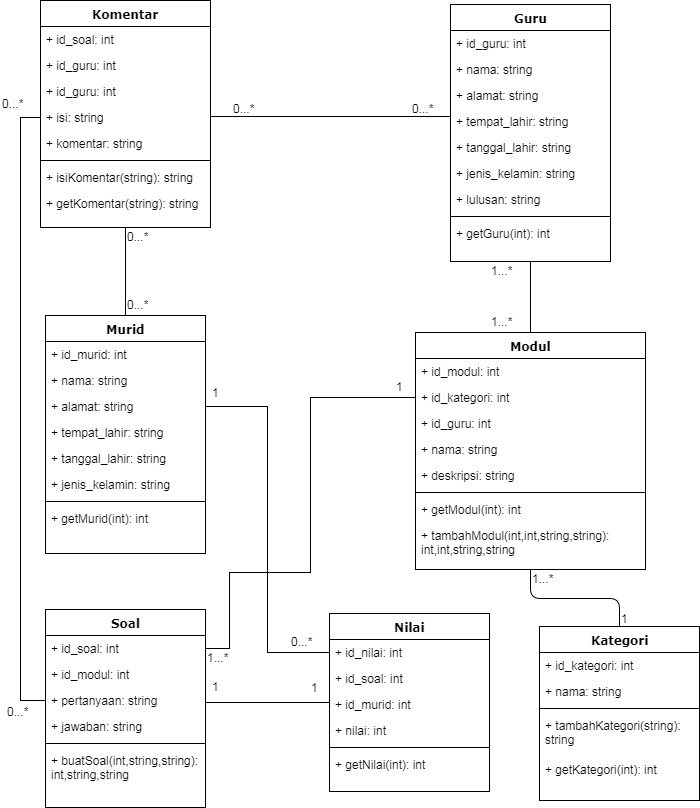 Komentar
+ id_soal: int
+ id_guru: int
+ id_guru: int
+ isi: string
+ komentar: string
+ isiKomentar(string): string
+ getKomentar(string): string
0...*
0...*
0...*
0...*
Guru
+ id_guru: int
+ nama: string
+ alamat: string
+ tempat_lahir: string
+ tanggal_lahir: string
+ jenis_kelamin: string
+ lulusan: string
+ getGuru(int): int
1...*
1...*
0...*
Murid
+ id_murid: int
+ nama: string
+ alamat: string
+ tempat_lahir: string
+ tanggal_lahir: string
+ jenis_kelamin: string
+ getMurid(int): int
1
1
Modul
+ id_modul: int
+ id_kategori: int
+ id_guru: int
+ nama: string
+ deskripsi: string
+ getModul(int): int
+ tambahModul(int,int,string,string):
int,int,string,string
1...*
1
Soal
+ id_soal: int
+ id_modul: int
+ pertanyaan: string
+ jawaban: string
+ buatSoal(int,string,string):
int,string,string
0...*
1...*
1
1
0...*
Nilai
+ id_nilai: int
+ id_soal: int
+ id_murid: int
+ nilai: int
+ getNilai(int): int
Kategori
+ id_kategori: int
+ nama: string
+ tambahKategori(string):
string
+ getKategori(int): int